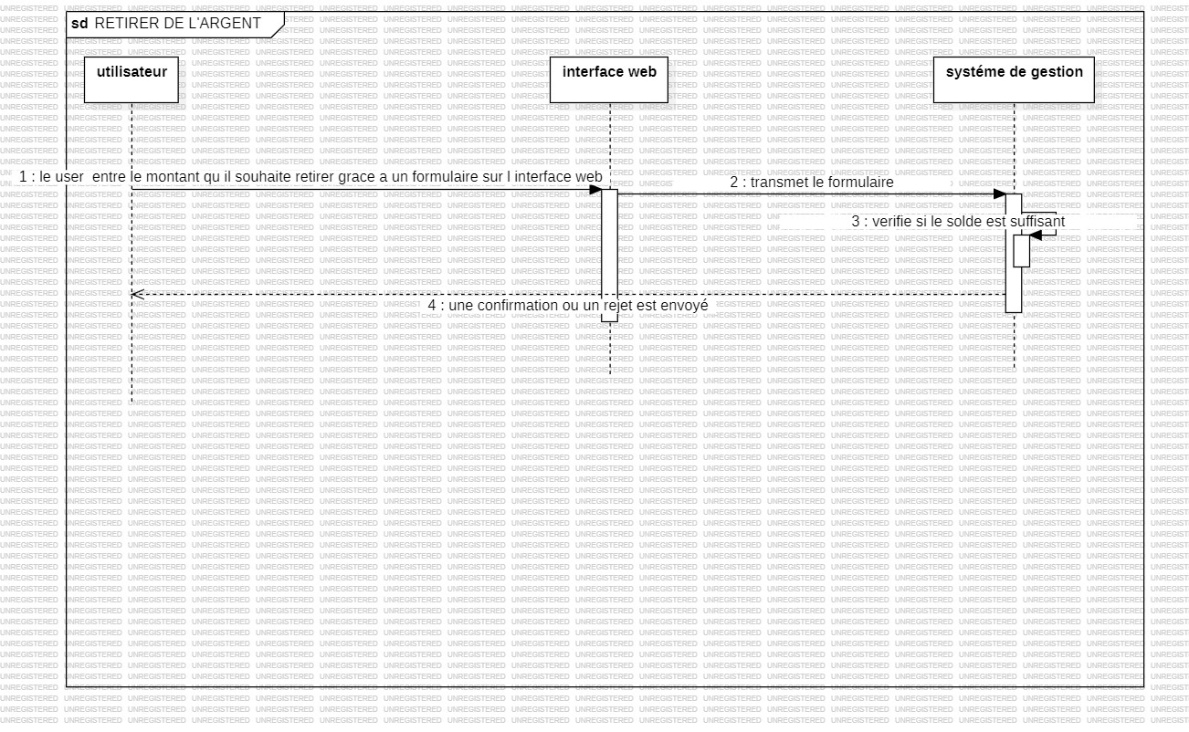 sd RETIRER DE L'ARGENT
utilisateur
interface web
systéme de gestion
1 : le user entre le montant qu il souhaite retirer grace a un formulaire sur l interface web
2 : transmet le formulaire
3 : verifie si le solde est suffisant
4 : une confirmation ou un rejet est envoyé
UNREGISTERED